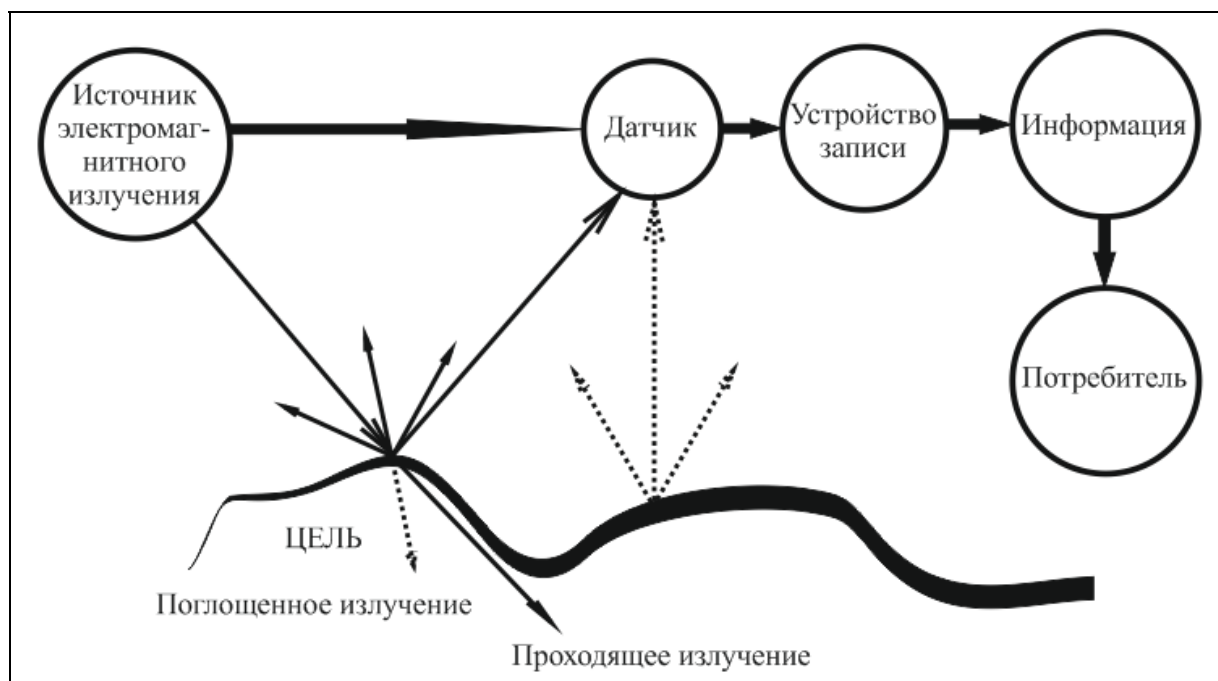 Источник
электромаг-
нитного
излучения
Датчик
Устройство
записи
Информация
Потребитель
ЦЕЛЬ
Поглощенное излучение
Проходящее излучение